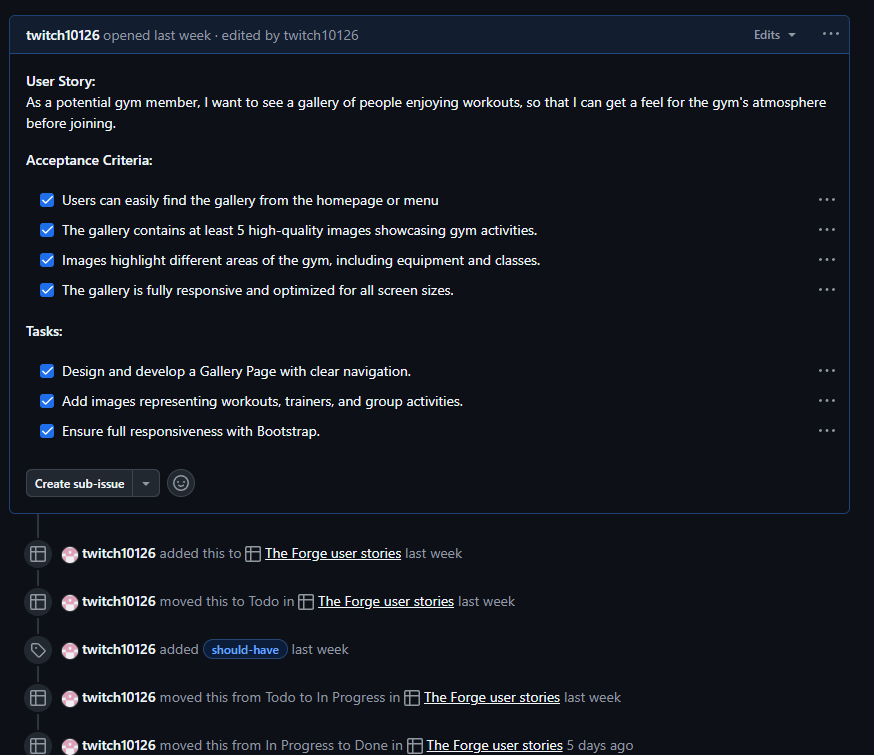 twitch10126 opened last week · edited by twitch10126 Edits
User Story:
As a potential gym member, I want to see a gallery of people enjoying workouts, so that I can get a feel for the gym's atmosphere
before joining.
Acceptance Criteria:
Users can easily find the gallery from the homepage or menu
The gallery contains at least 5 high-quality images showcasing gym activities.
Images highlight different areas of the gym, including equipment and classes.
The gallery is fully responsive and optimized for all screen sizes.
Tasks:
Design and develop a Gallery Page with clear navigation.
Add images representing workouts, trainers, and group activities.
Ensure full responsiveness with Bootstrap.
Create sub-issue
twitch10126 added this to The Forge user stories last week
twitch10126 moved this to Todo in The Forge user stories last week
twitch10126 added should-have last week
twitch10126 moved this from Todo to In Progress in The Forge user stories last week
twitch10126 moved this from In Progress to Done in The Forge user stories 5 days ago